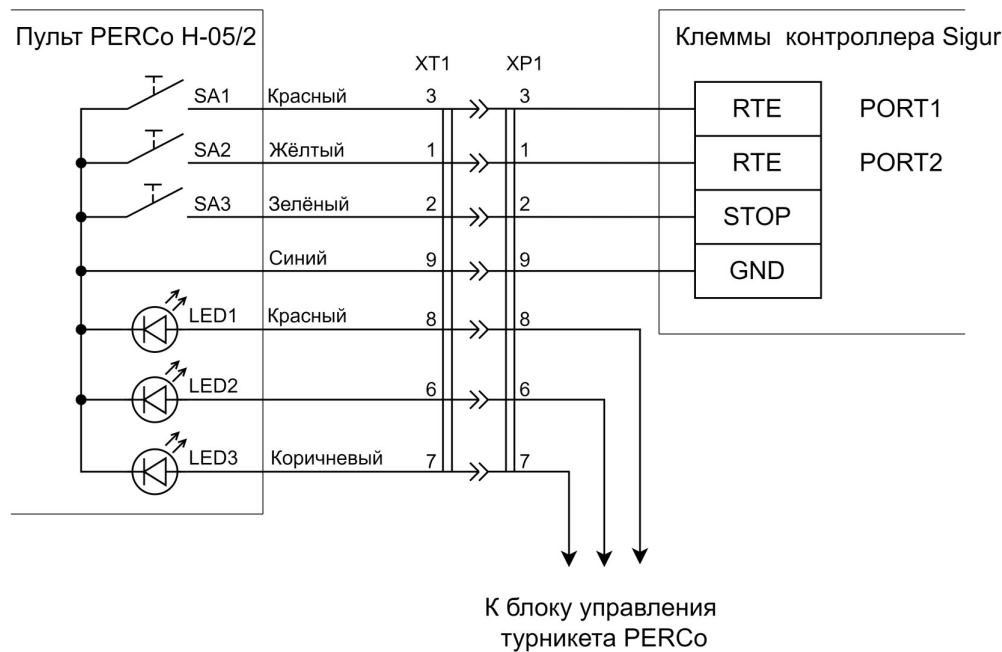 Пульт PERCo H-05/2
Клеммы контроллера Sigur
XT1 XP1
SA1 Красный 3 3 RTE PORT1
SA2 Жёлтый 1 1 RTE PORT2
SA3 Зелёный 2 2 STOP
Синий 9 9 GND
LED1 Красный 8 8
LED2 6 6
LED3 Коричневый 7 7
К блоку управления
турникета PERCo